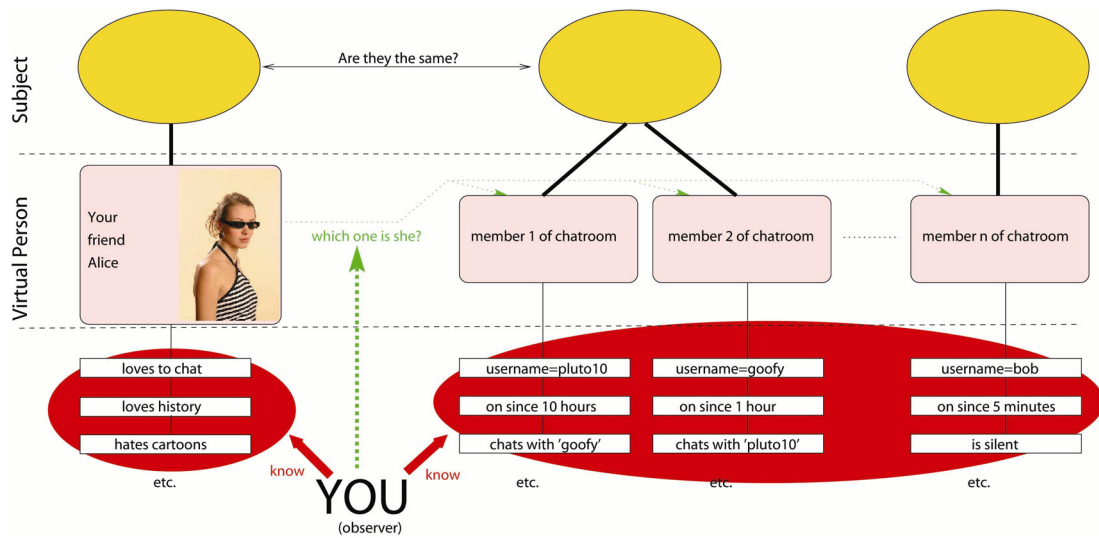 Subject
Are they the same?
Virtual Person
Your
friend
Alice
which one is she?
member 1 of chatroom
member 2 of chatroom
member n of chatroom
loves to chat
loves history
hates cartoons
etc.
username=pluto10
on since 10 hours
chats with 'goofy'
etc.
username=goofy
on since 1 hour
chats with 'pluto10'
etc.
username=bob
on since 5 minutes
is silent
etc.
know
know
YOU
(observer)